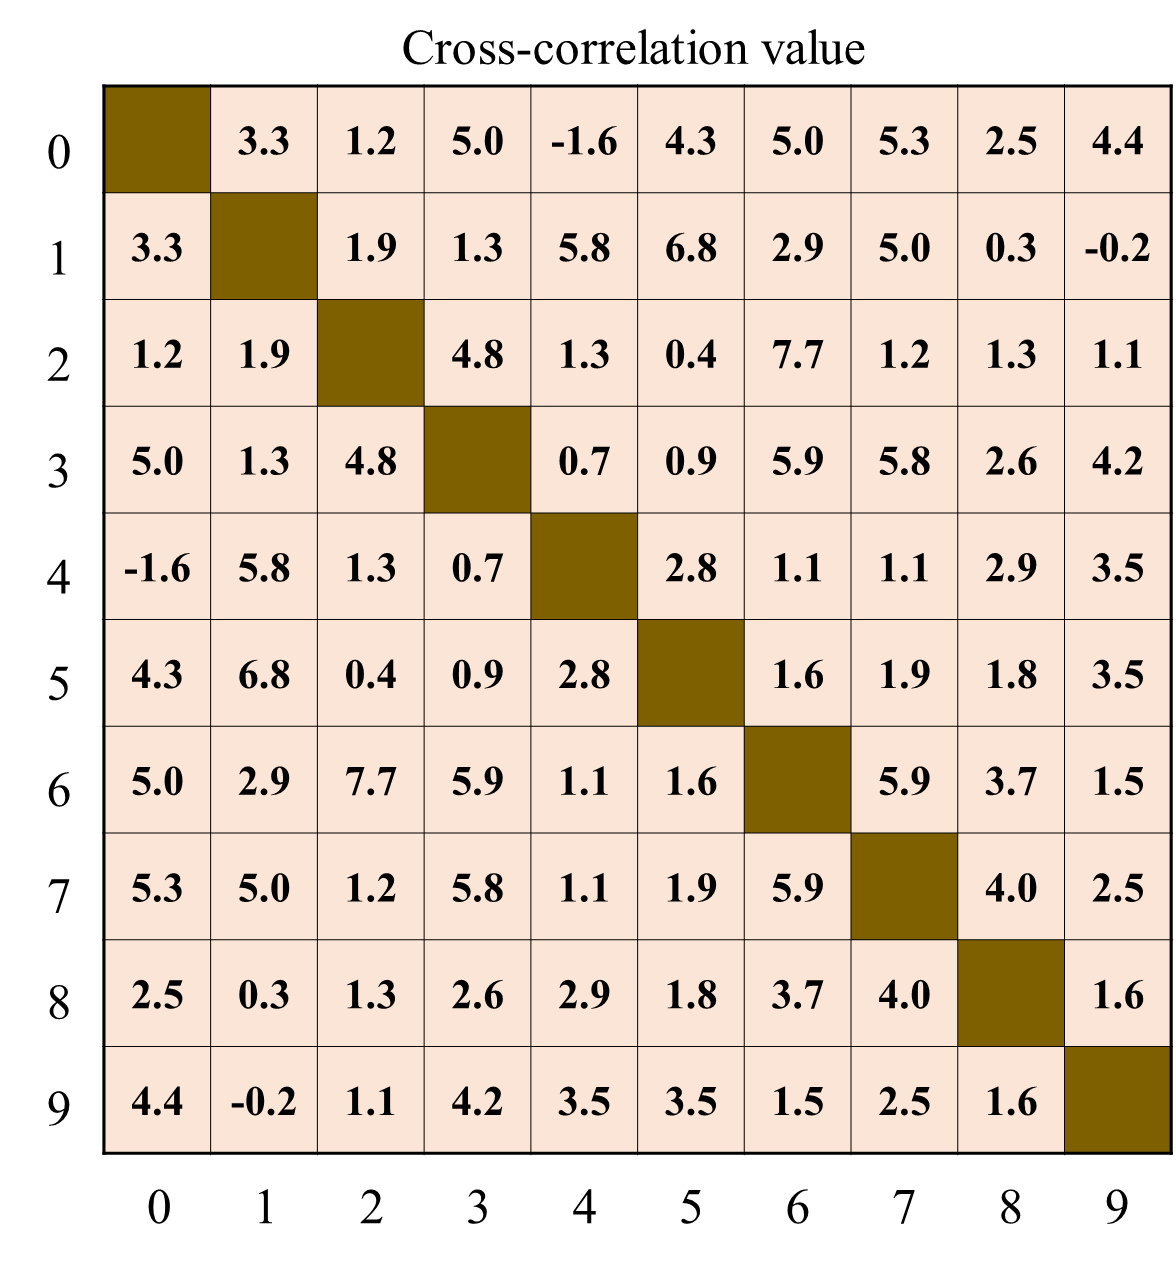 Cross-correlation value
0 3.3 1.2 5.0 -1.6 4.3 5.0 5.3 2.5 4.4
1 3.3 1.9 1.3 5.8 6.8 2.9 5.0 0.3 -0.2
2 1.2 1.9 4.8 1.3 0.4 7.7 1.2 1.3 1.1
3 5.0 1.3 4.8 0.7 0.9 5.9 5.8 2.6 4.2
4 -1.6 5.8 1.3 0.7 2.8 1.1 1.1 2.9 3.5
5 4.3 6.8 0.4 0.9 2.8 1.6 1.9 1.8 3.5
6 5.0 2.9 7.7 5.9 1.1 1.6 5.9 3.7 1.5
7 5.3 5.0 1.2 5.8 1.1 1.9 5.9 4.0 2.5
8 2.5 0.3 1.3 2.6 2.9 1.8 3.7 4.0 1.6
9 4.4 -0.2 1.1 4.2 3.5 3.5 1.5 2.5 1.6
0 1 2 3 4 5 6 7 8 9